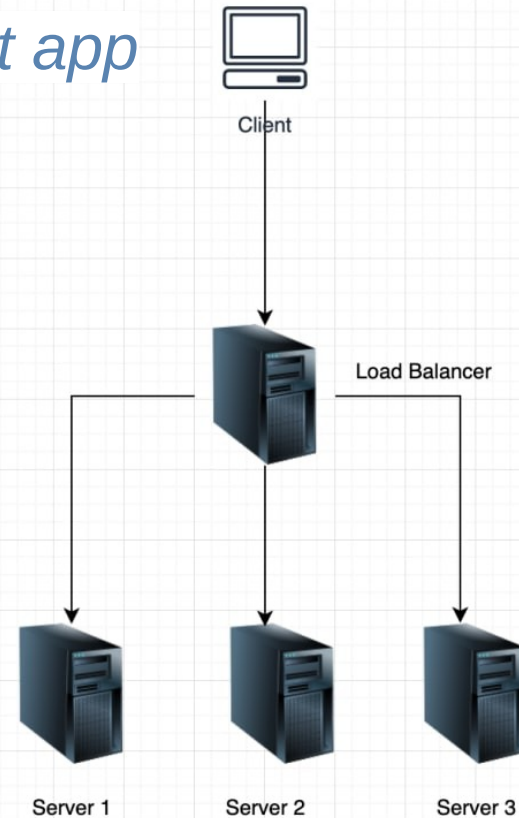 t app
Client
Load Balancer
Server 1
Server 2
Server 3